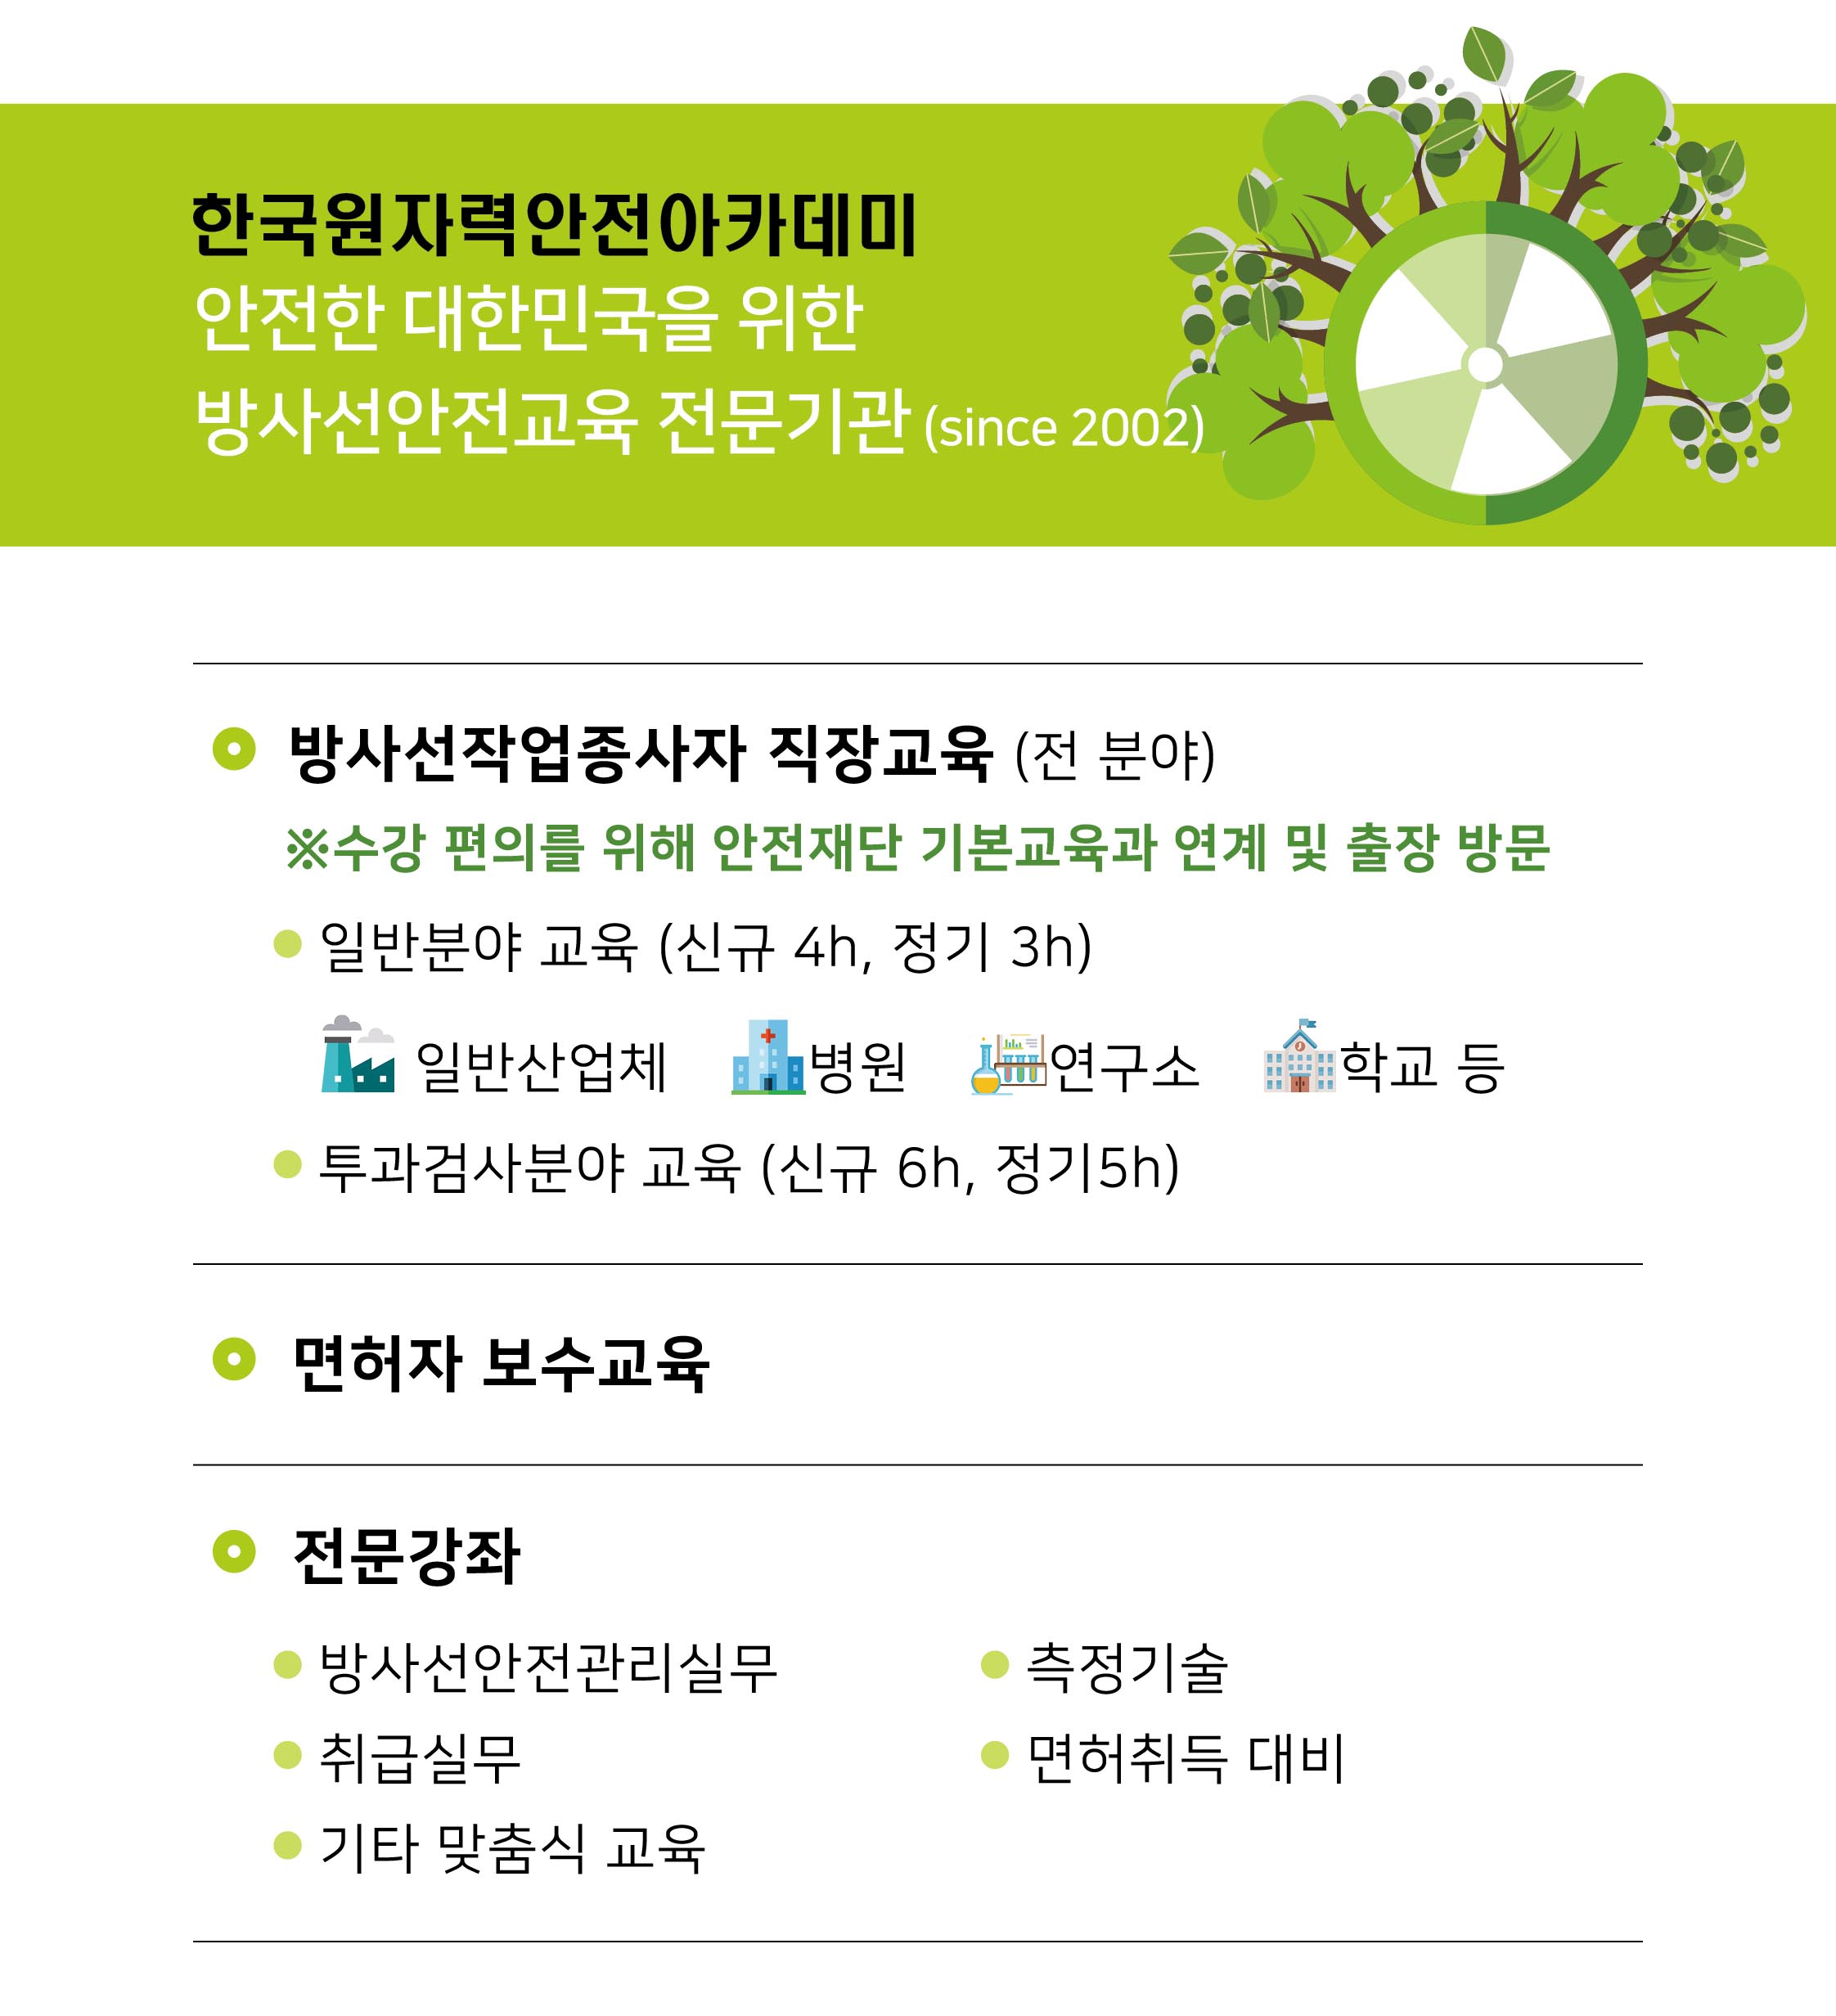 한국원자력안전아카데미
안전한 대한민국을 위한
방사선안전교육 전문기관 (since 2002)
방사선작업종사자 직장교육 (전 분야)
※수강 편의를 위해 안전재단 기본교육과 연계 및 출장 방문
일반분야 교육 (신규 4h, 정기 3h)
일반산업체 병원 연구소 학교 등
투과검사분야 교육 (신규 6h, 정기5h)
면허자 보수교육
전문강좌
방사선안전관리실무 측정기술
취급실무 면허취득 대비
기타 맞춤식 교육